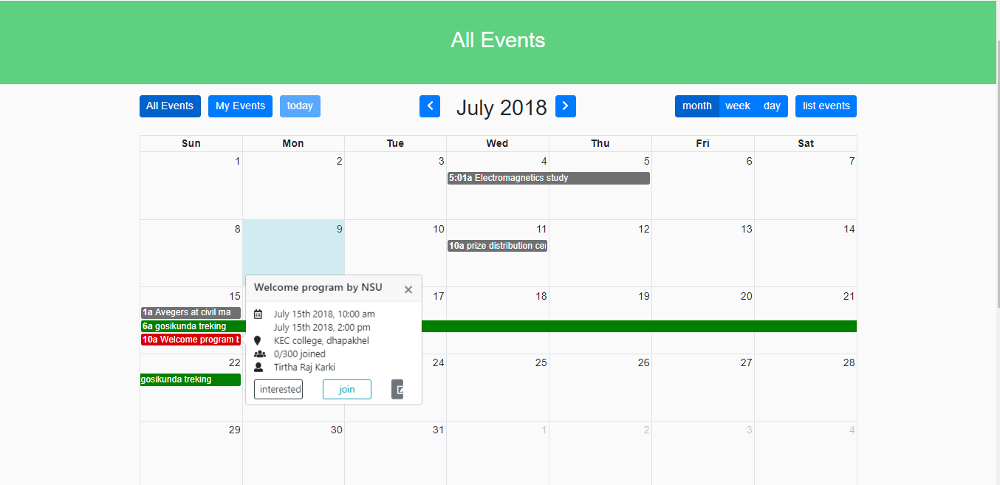 All Events
All Events My Events today July 2018 month week day list events
Sun Mon Tue Wed Thu Fri Sat
1 2 3 4 5 6 7
5:01a Electromagnetics study
8 9 10 11 12 13 14
10a prize distribution cer
15 17 18 19 20 21
1a Avegers at civil ma
6a gosikunda treking
10a Welcome program b
Welcome program by NSU ×
July 15th 2018, 10:00 am
July 15th 2018, 2:00 pm
KEC college, dhapakhel
0/300 joined
Tirtha Raj Karki
interested join
22 24 25 26 27 28
gosikunda treking
29 30 31 1 2 3 4